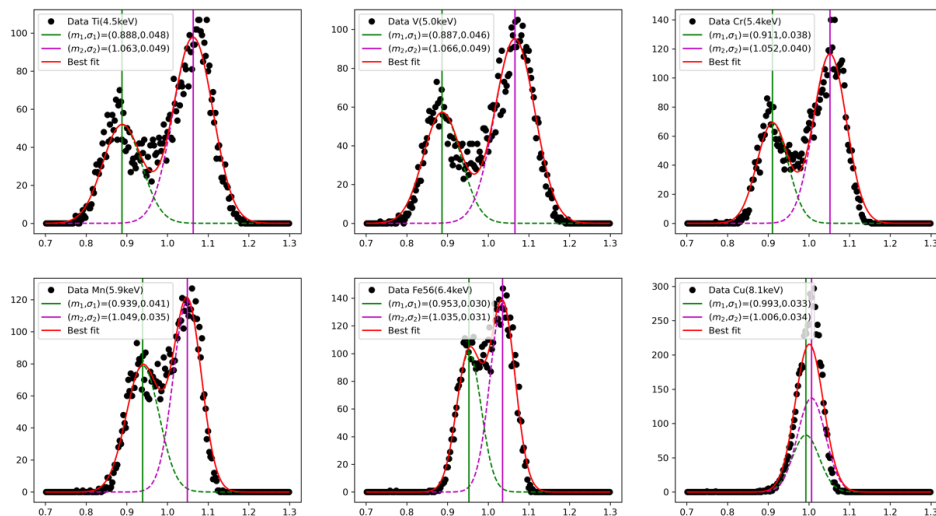 Data Ti(4.5keV)
(m₁,σ₁)=(0.888,0.048)
(m₂,σ₂)=(1.063,0.049)
Best fit
100
80
60
40
20
0
0.7 0.8 0.9 1.0 1.1 1.2 1.3
Data V(5.0keV)
(m₁,σ₁)=(0.887,0.046)
(m₂,σ₂)=(1.066,0.049)
Best fit
100
80
60
40
20
0
0.7 0.8 0.9 1.0 1.1 1.2 1.3
Data Cr(5.4keV)
(m₁,σ₁)=(0.911,0.038)
(m₂,σ₂)=(1.052,0.040)
Best fit
140
120
100
80
60
40
20
0
0.7 0.8 0.9 1.0 1.1 1.2 1.3
Data Mn(5.9keV)
(m₁,σ₁)=(0.939,0.041)
(m₂,σ₂)=(1.049,0.035)
Best fit
120
100
80
60
40
20
0
0.7 0.8 0.9 1.0 1.1 1.2 1.3
Data Fe56(6.4keV)
(m₁,σ₁)=(0.953,0.030)
(m₂,σ₂)=(1.035,0.031)
Best fit
140
120
100
80
60
40
20
0
0.7 0.8 0.9 1.0 1.1 1.2 1.3
Data Cu(8.1keV)
(m₁,σ₁)=(0.993,0.033)
(m₂,σ₂)=(1.006,0.034)
Best fit
300
250
200
150
100
50
0
0.7 0.8 0.9 1.0 1.1 1.2 1.3